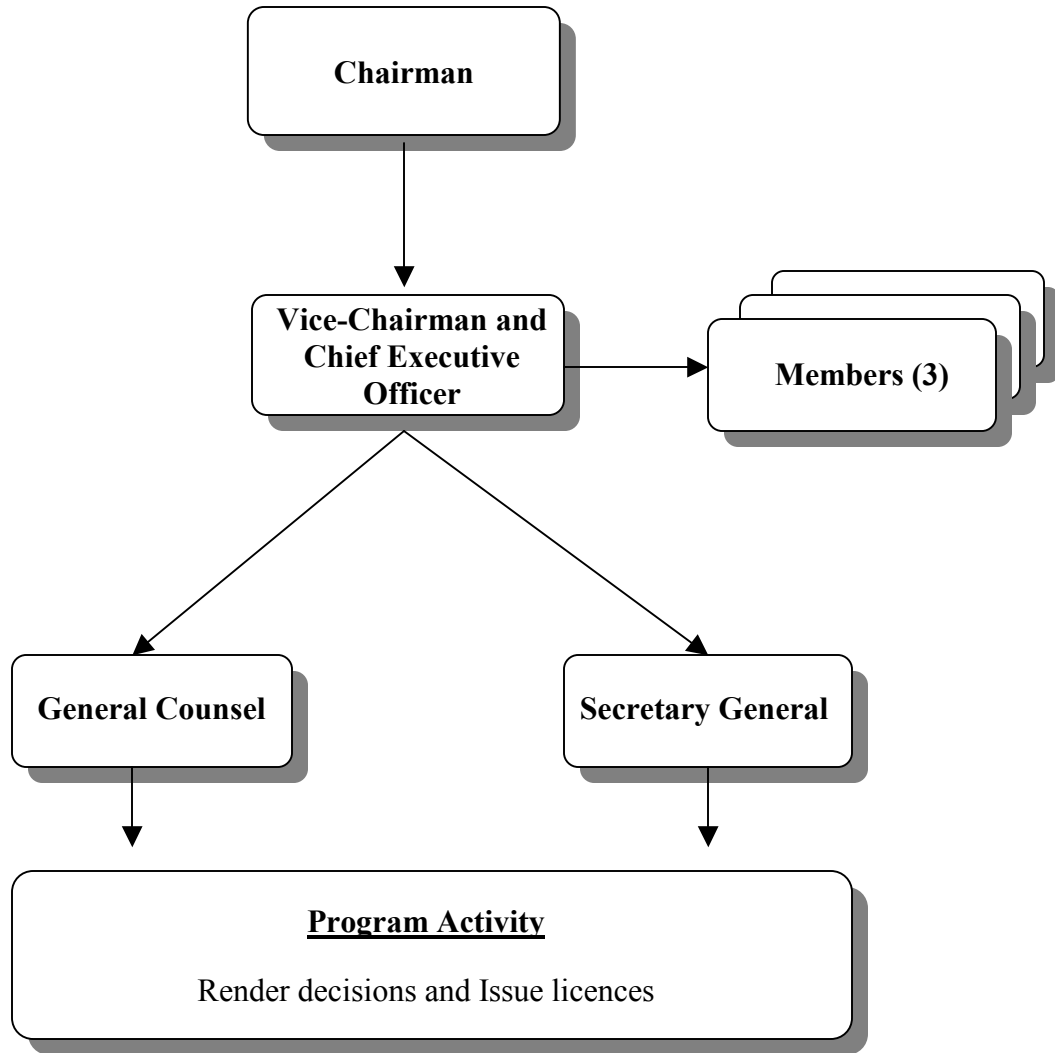 Chairman
Vice-Chairman and
Chief Executive
Officer
Members (3)
General Counsel
Secretary General
Program Activity
Render decisions and Issue licences